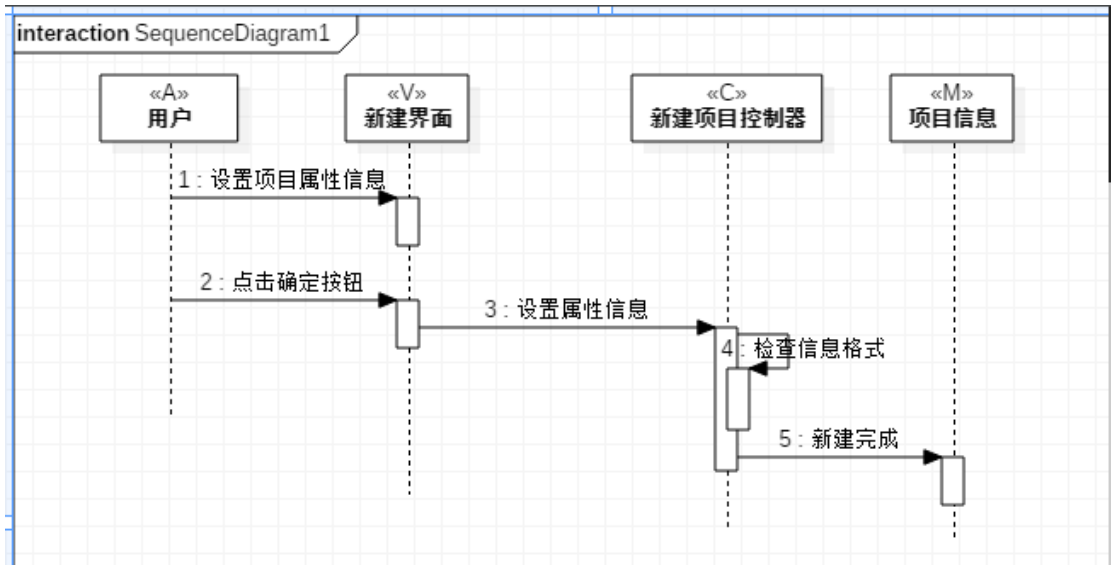 interaction SequenceDiagram1
«A»
用户
«V»
新建界面
«C»
新建项目控制器
«M»
项目信息
1 : 设置项目属性信息
2 : 点击确定按钮
3 : 设置属性信息
4 : 检查信息格式
5 : 新建完成